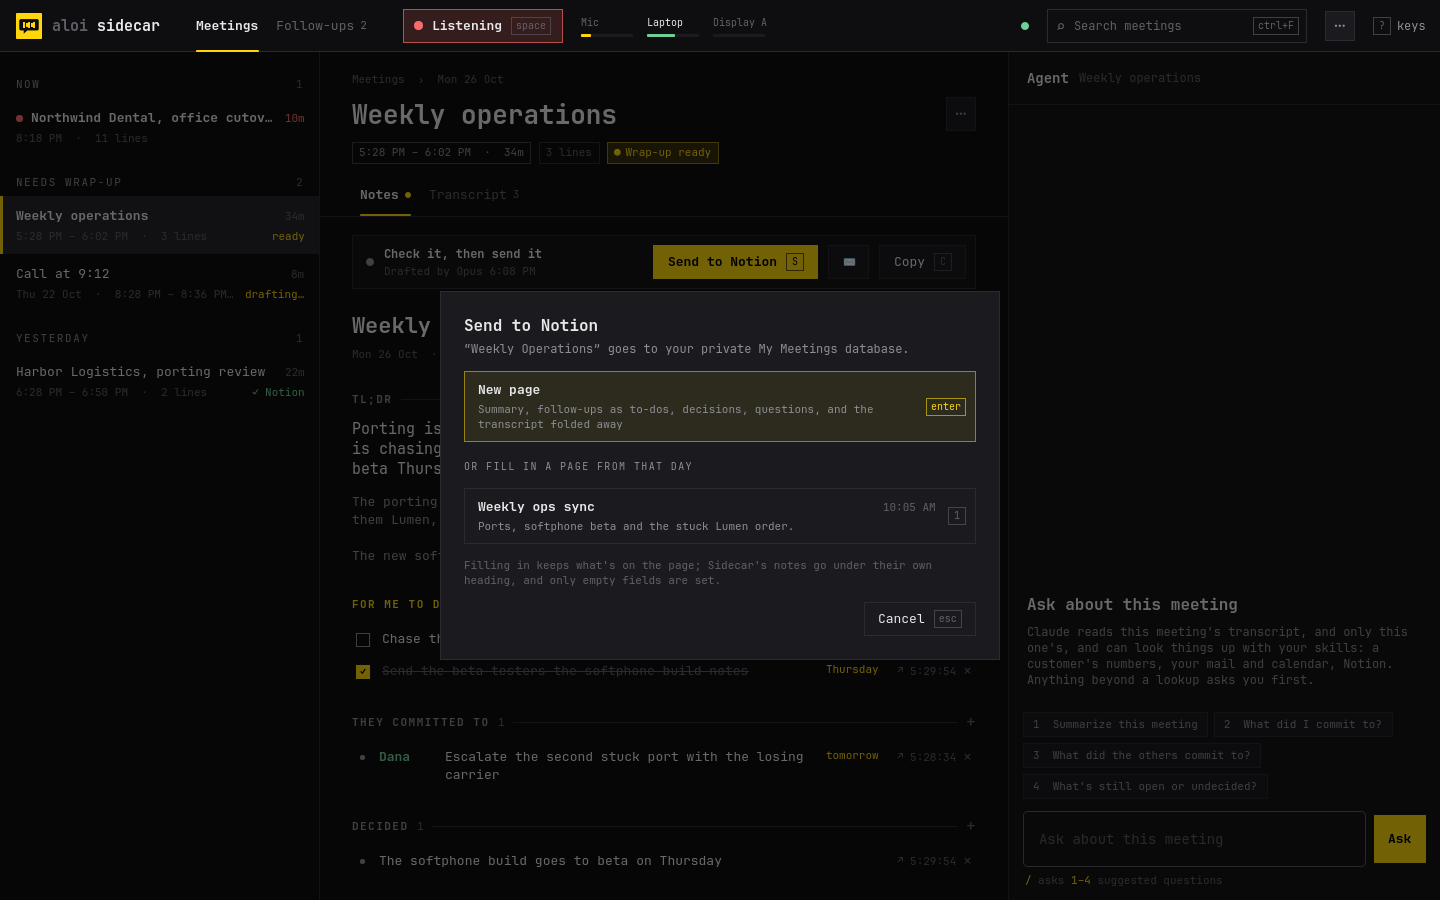 aloi sidecar
Meetings
Follow-ups 2
Listening space
Mic
Laptop
Display A
Search meetings ctrl+F
? keys
NOW 1
Northwind Dental, office cutov… 10m
8:18 PM · 11 lines
NEEDS WRAP-UP 2
Weekly operations 34m
5:28 PM – 6:02 PM · 3 lines ready
Call at 9:12 8m
Thu 22 Oct · 8:28 PM – 8:36 PM… drafting…
YESTERDAY 1
Harbor Logistics, porting review 22m
6:28 PM – 6:50 PM · 2 lines ✓ Notion
Meetings › Mon 26 Oct
Weekly operations
5:28 PM – 6:02 PM · 34m
3 lines
Wrap-up ready
Notes
Transcript 3
Check it, then send it
Drafted by Opus 6:08 PM
Send to Notion S
Copy C
Weekly
Mon 26 Oct ·
TL;DR
Porting is
is chasing
beta Thurs
The porting
them Lumen,
The new soft
FOR ME TO D
Chase th
Send the beta testers the softphone build notes Thursday ↗ 5:29:54 ×
THEY COMMITTED TO 1 +
Dana Escalate the second stuck port with the losing tomorrow ↗ 5:28:34 ×
carrier
DECIDED 1 +
The softphone build goes to beta on Thursday ↗ 5:29:54 ×
Send to Notion
“Weekly Operations” goes to your private My Meetings database.
New page
Summary, follow-ups as to-dos, decisions, questions, and the
transcript folded away
enter
OR FILL IN A PAGE FROM THAT DAY
Weekly ops sync 10:05 AM 1
Ports, softphone beta and the stuck Lumen order.
Filling in keeps what's on the page; Sidecar's notes go under their own
heading, and only empty fields are set.
Cancel esc
Agent Weekly operations
Ask about this meeting
Claude reads this meeting's transcript, and only this
one's, and can look things up with your skills: a
customer's numbers, your mail and calendar, Notion.
Anything beyond a lookup asks you first.
1 Summarize this meeting
2 What did I commit to?
3 What did the others commit to?
4 What's still open or undecided?
Ask about this meeting
Ask
/ asks 1–4 suggested questions